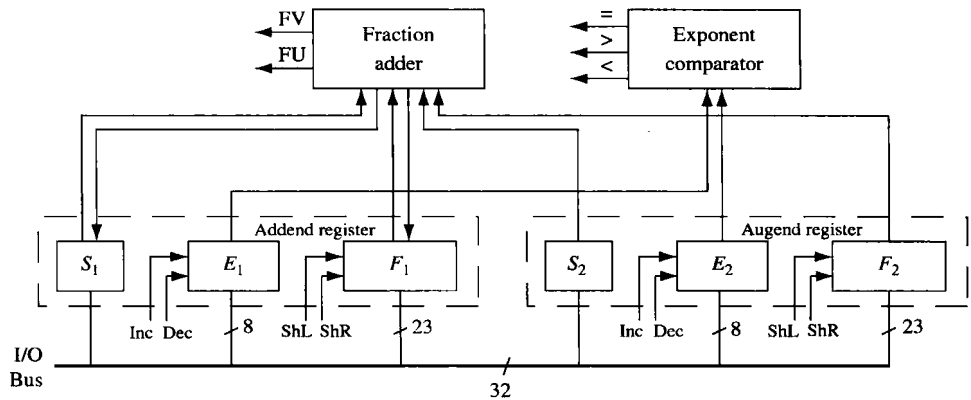 FV
FU
Fraction
adder
=
>
<
Exponent
comparator
Addend register
Augend register
S1
E1
F1
S2
E2
F2
Inc Dec
8
ShL ShR
23
Inc Dec
8
ShL ShR
23
I/O
Bus
32